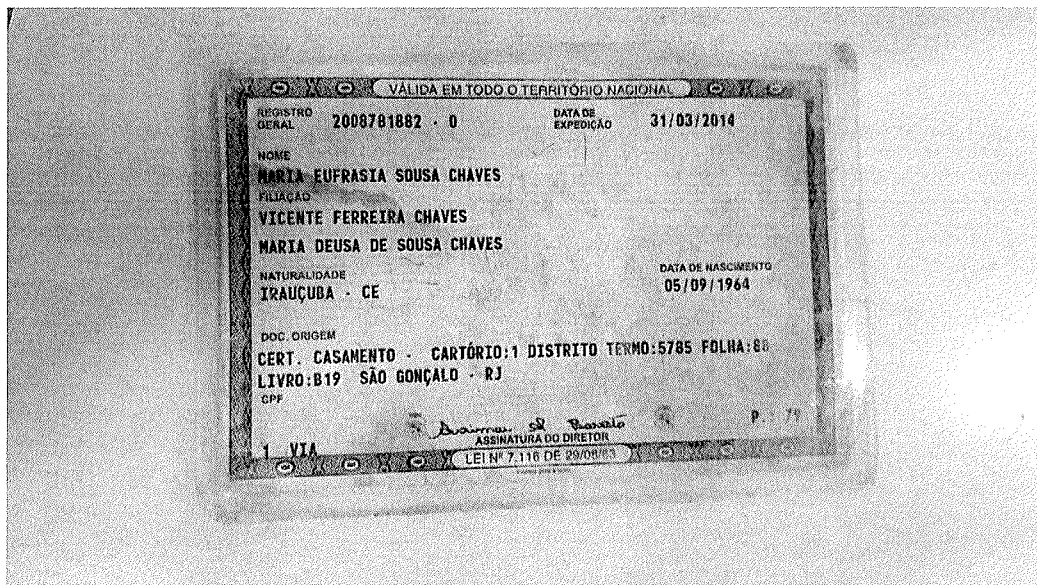 VÁLIDA EM TODO O TERRITÓRIO NACIONAL
REGISTRO GERAL 2008781882 - 0 DATA DE EXPEDIÇÃO 31/03/2014
NOME
MARIA EUFRASIA SOUSA CHAVES
FILIAÇÃO
VICENTE FERREIRA CHAVES
MARIA DEUSA DE SOUSA CHAVES
NATURALIDADE DATA DE NASCIMENTO
IRAUÇUBA - CE 05/09/1964
DOC. ORIGEM
CERT. CASAMENTO - CARTÓRIO:1 DISTRITO TERMO:5785 FOLHA:88
LIVRO:B19 SÃO GONÇALO - RJ
CPF
ASSINATURA DO DIRETOR
1 VIA
LEI Nº 7.116 DE 29/08/83